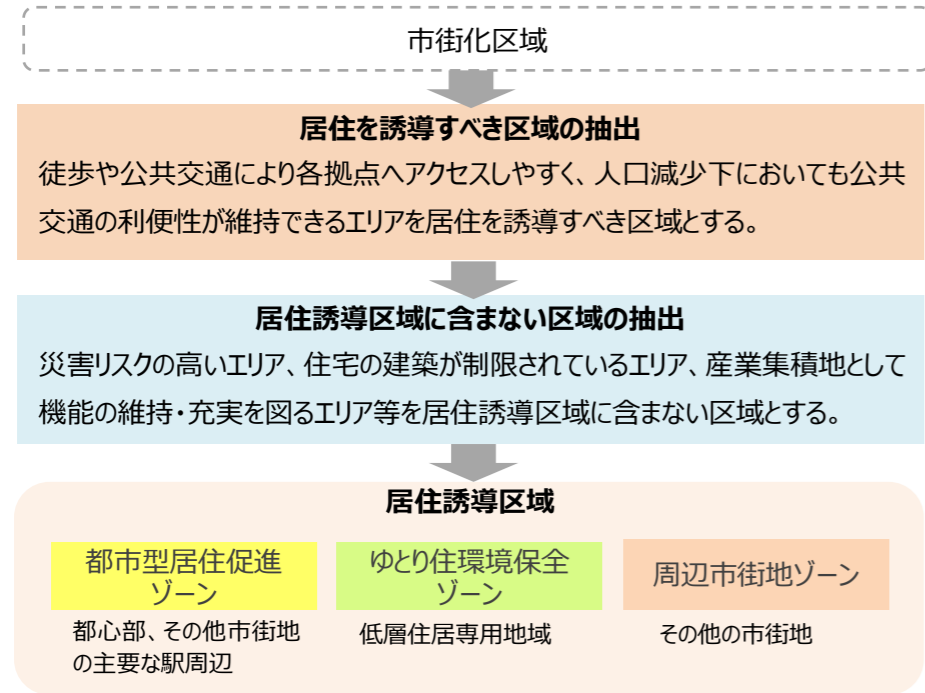 市街化区域
居住を誘導すべき区域の抽出
徒歩や公共交通により各拠点へアクセスしやすく、人口減少下においても公共
交通の利便性が維持できるエリアを居住を誘導すべき区域とする。
居住誘導区域に含まない区域の抽出
災害リスクの高いエリア、住宅の建築が制限されているエリア、産業集積地として
機能の維持・充実を図るエリア等を居住誘導区域に含まない区域とする。
居住誘導区域
都市型居住促進
ゾーン
都心部、その他市街地
の主要な駅周辺
ゆとり住環境保全
ゾーン
低層住居専用地域
周辺市街地ゾーン
その他の市街地